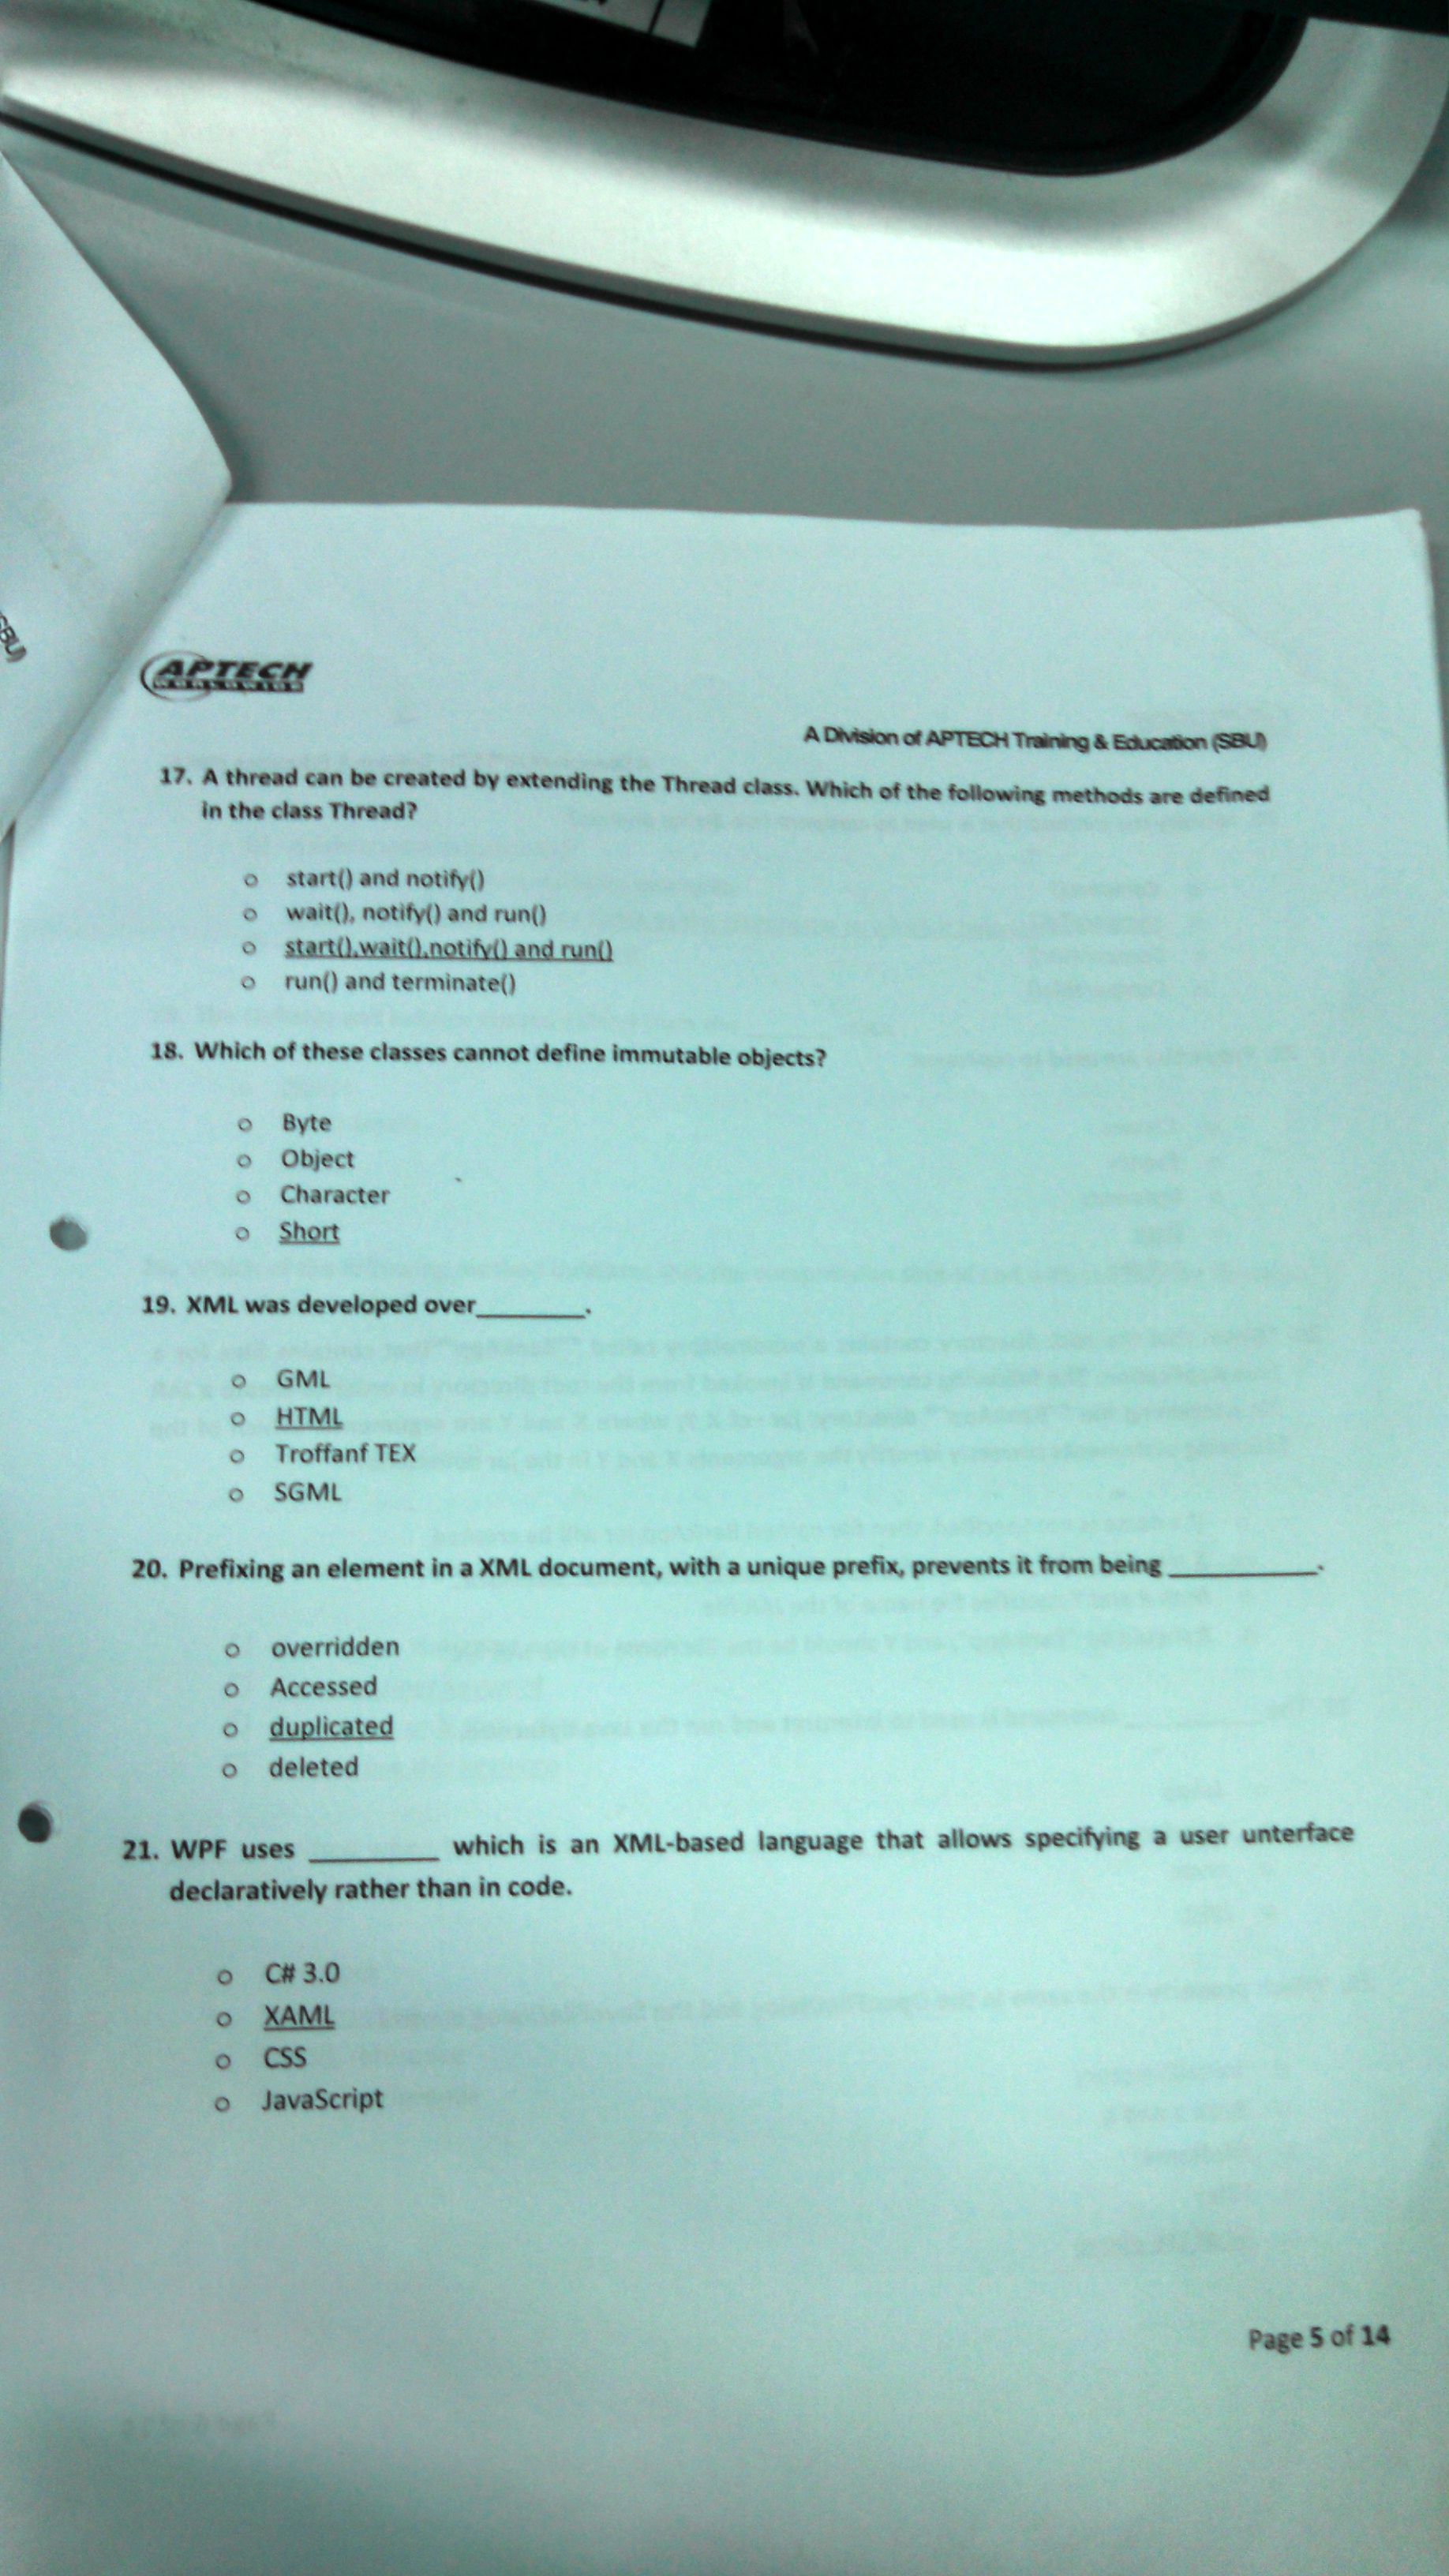 SBU)
APTECH
WORLDWIDE
A Division of APTECH Training & Education (SBU)
17. A thread can be created by extending the Thread class. Which of the following methods are defined
in the class Thread?
o start() and notify()
o wait(), notify() and run()
o start(),wait(),notify() and run()
o run() and terminate()
18. Which of these classes cannot define immutable objects?
o Byte
o Object
o Character
o Short
19. XML was developed over________.
o GML
o HTML
o Troffanf TEX
o SGML
20. Prefixing an element in a XML document, with a unique prefix, prevents it from being ___________.
o overridden
o Accessed
o duplicated
o deleted
21. WPF uses _________ which is an XML-based language that allows specifying a user unterface
declaratively rather than in code.
o C# 3.0
o XAML
o CSS
o JavaScript
Page 5 of 14